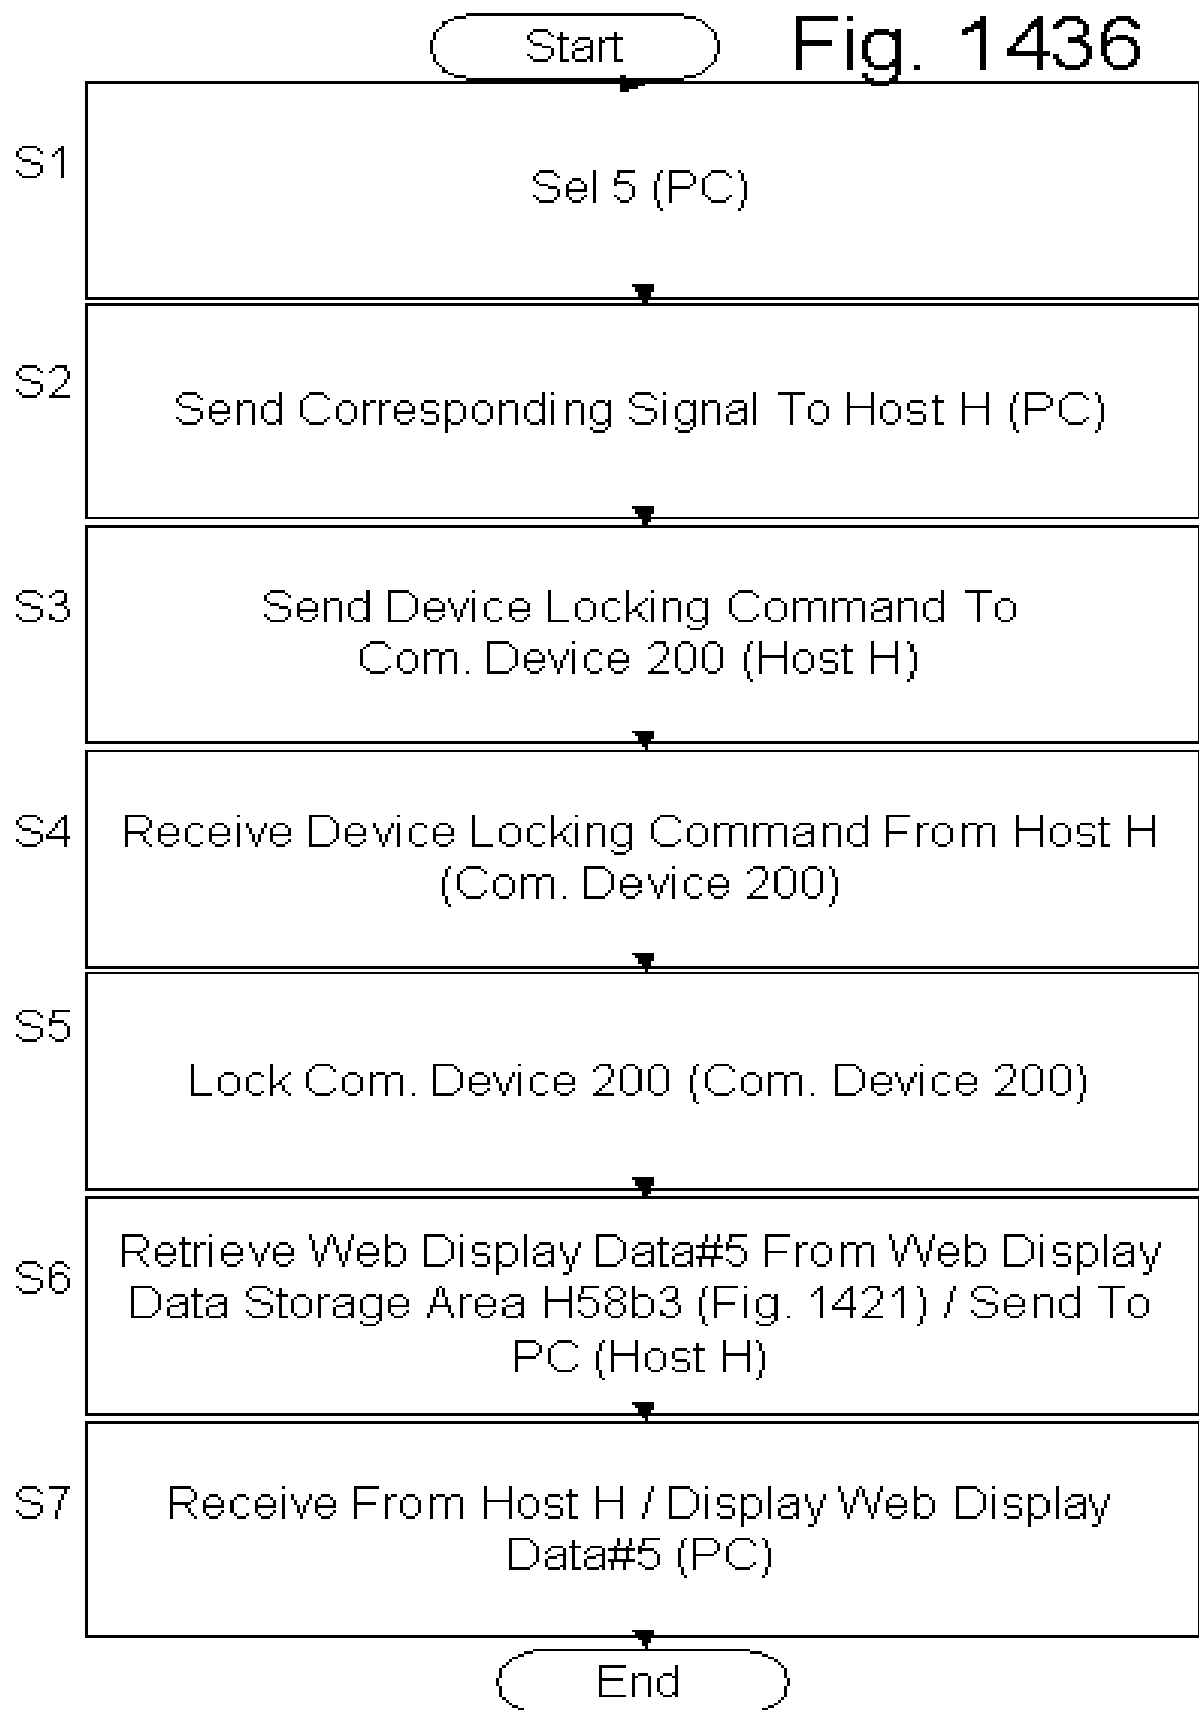 Start
Fig. 1436
S1
Sel 5 (PC)
S2
Send Corresponding Signal To Host H (PC)
S3
Send Device Locking Command To
Com. Device 200 (Host H)
S4
Receive Device Locking Command From Host H
(Com. Device 200)
S5
Lock Com. Device 200 (Com. Device 200)
S6
Retrieve Web Display Data#5 From Web Display
Data Storage Area H58b3 (Fig. 1421) / Send To
PC (Host H)
S7
Receive From Host H / Display Web Display
Data#5 (PC)
End